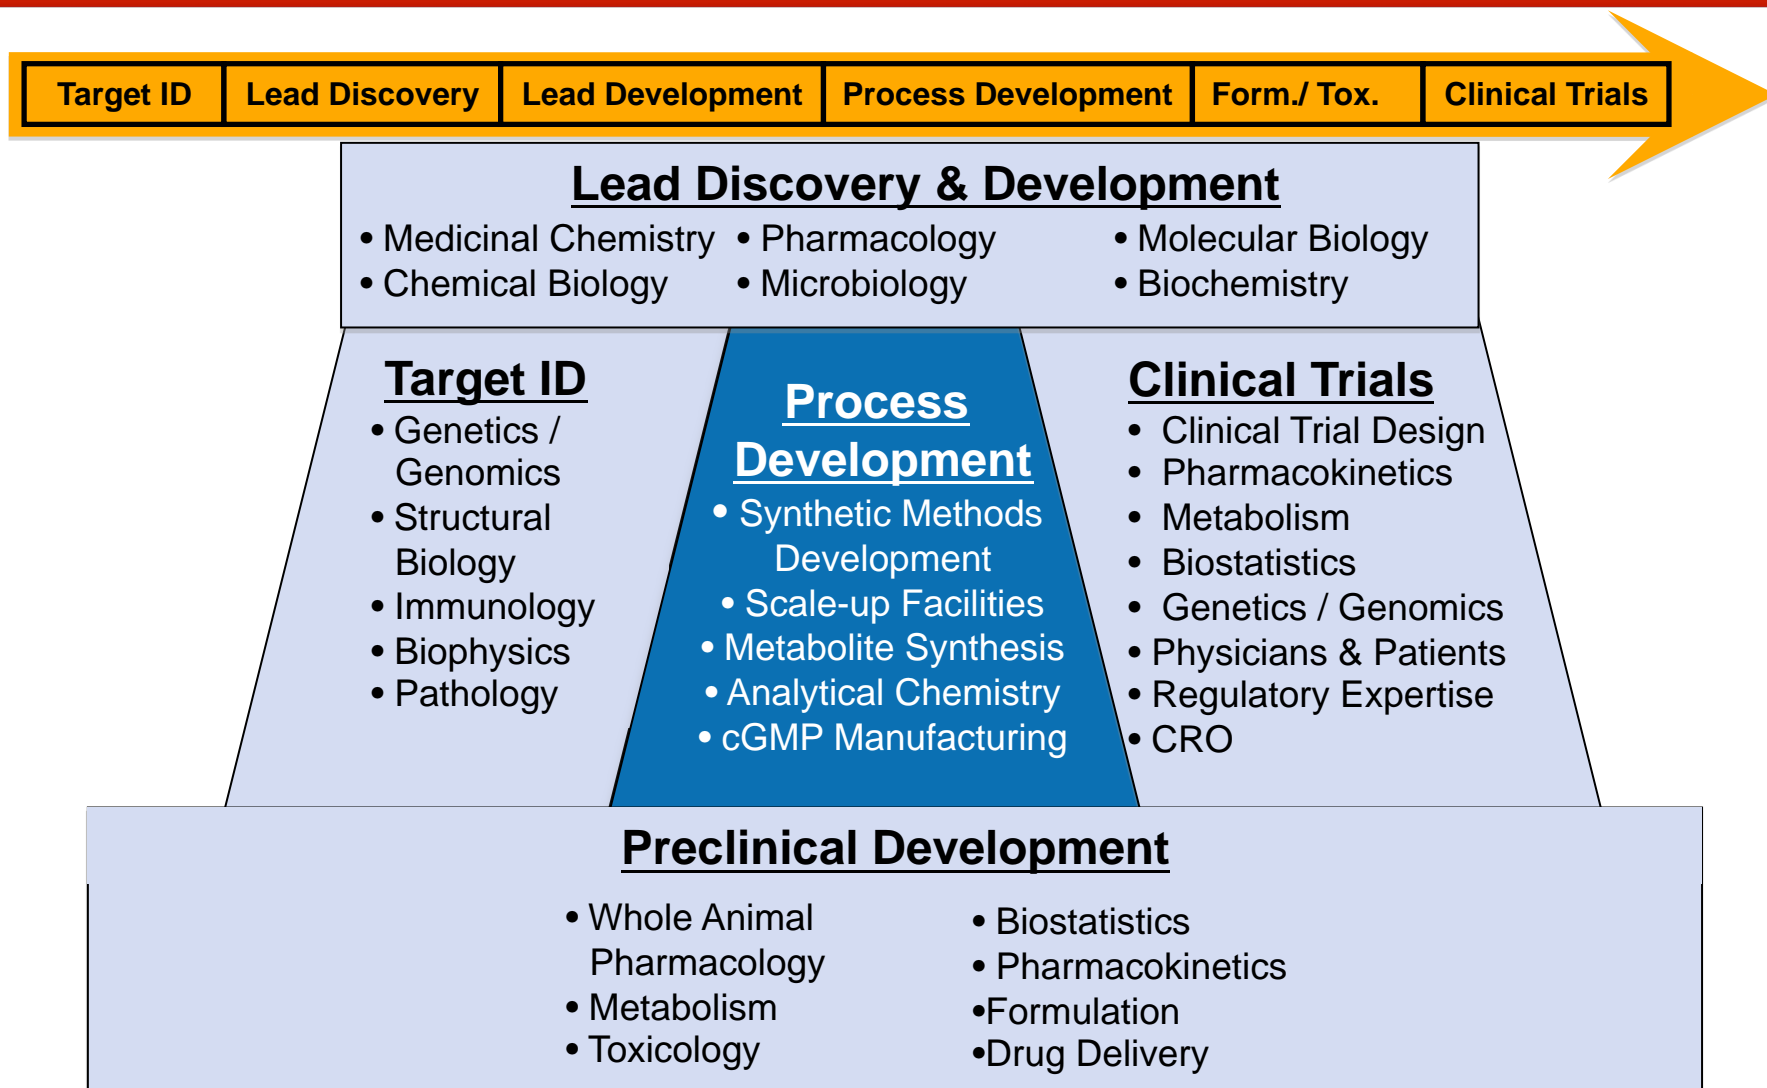 Target ID Lead Discovery Lead Development Process Development Form./ Tox. Clinical Trials
Lead Discovery & Development
• Medicinal Chemistry • Pharmacology • Molecular Biology
• Chemical Biology • Microbiology • Biochemistry
Target ID
• Genetics /
Genomics
• Structural
Biology
• Immunology
• Biophysics
• Pathology
Process
Development
• Synthetic Methods
Development
• Scale-up Facilities
• Metabolite Synthesis
• Analytical Chemistry
• cGMP Manufacturing
Clinical Trials
• Clinical Trial Design
• Pharmacokinetics
• Metabolism
• Biostatistics
• Genetics / Genomics
• Physicians & Patients
• Regulatory Expertise
• CRO
Preclinical Development
• Whole Animal
Pharmacology
• Metabolism
• Toxicology
• Biostatistics
• Pharmacokinetics
•Formulation
•Drug Delivery